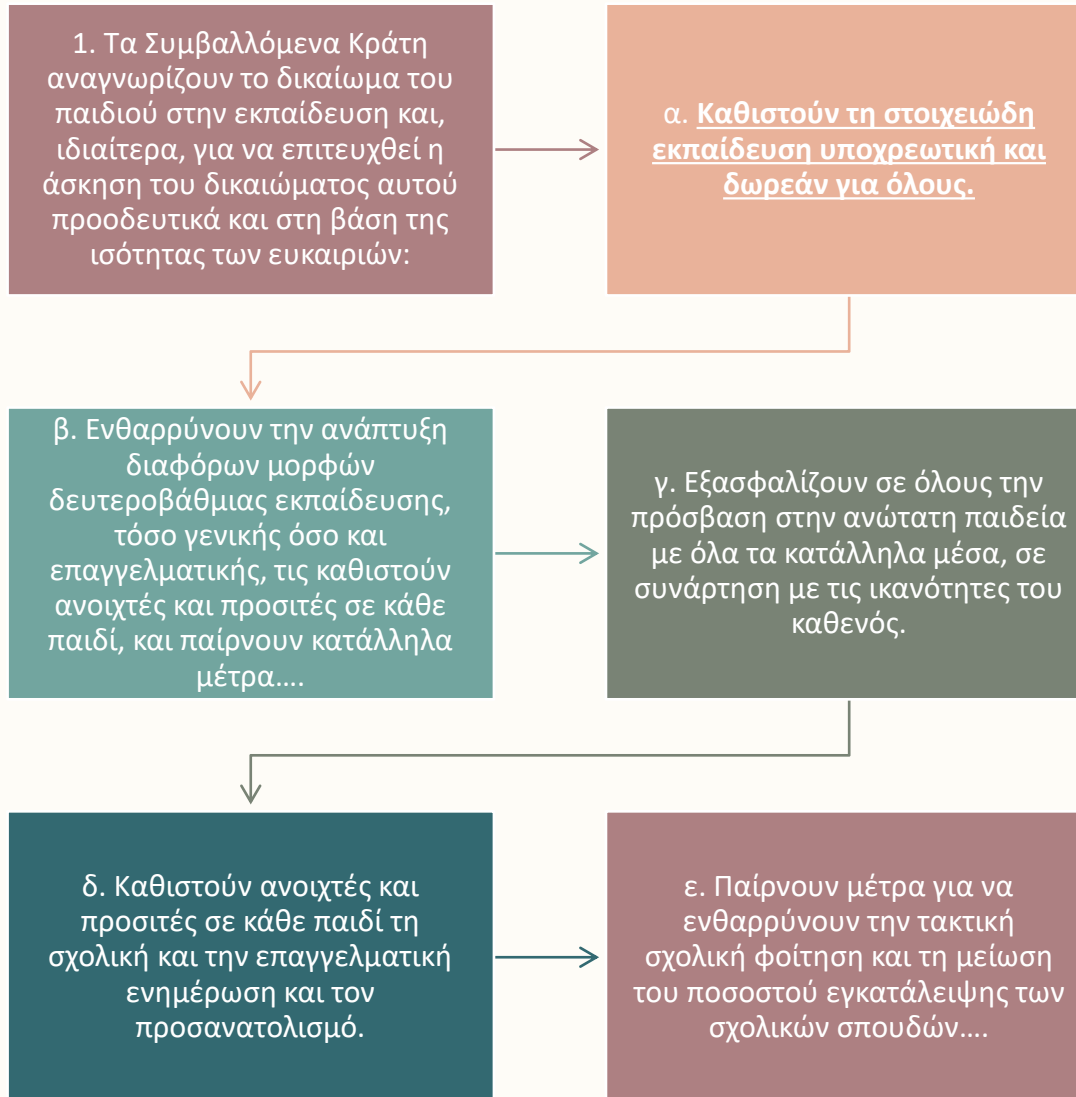 1. Τα Συμβαλλόμενα Κράτη
αναγνωρίζουν το δικαίωμα του
παιδιού στην εκπαίδευση και,
ιδιαίτερα, για να επιτευχθεί η
άσκηση του δικαιώματος αυτού
προοδευτικά και στη βάση της
ισότητας των ευκαιριών:
α. Καθιστούν τη στοιχειώδη
εκπαίδευση υποχρεωτική και
δωρεάν για όλους.
β. Ενθαρρύνουν την ανάπτυξη
διαφόρων μορφών
δευτεροβάθμιας εκπαίδευσης,
τόσο γενικής όσο και
επαγγελματικής, τις καθιστούν
ανοιχτές και προσιτές σε κάθε
παιδί, και παίρνουν κατάλληλα
μέτρα....
γ. Εξασφαλίζουν σε όλους την
πρόσβαση στην ανώτατη παιδεία
με όλα τα κατάλληλα μέσα, σε
συνάρτηση με τις ικανότητες του
καθενός.
δ. Καθιστούν ανοιχτές και
προσιτές σε κάθε παιδί τη
σχολική και την επαγγελματική
ενημέρωση και τον
προσανατολισμό.
ε. Παίρνουν μέτρα για να
ενθαρρύνουν την τακτική
σχολική φοίτηση και τη μείωση
του ποσοστού εγκατάλειψης των
σχολικών σπουδών....